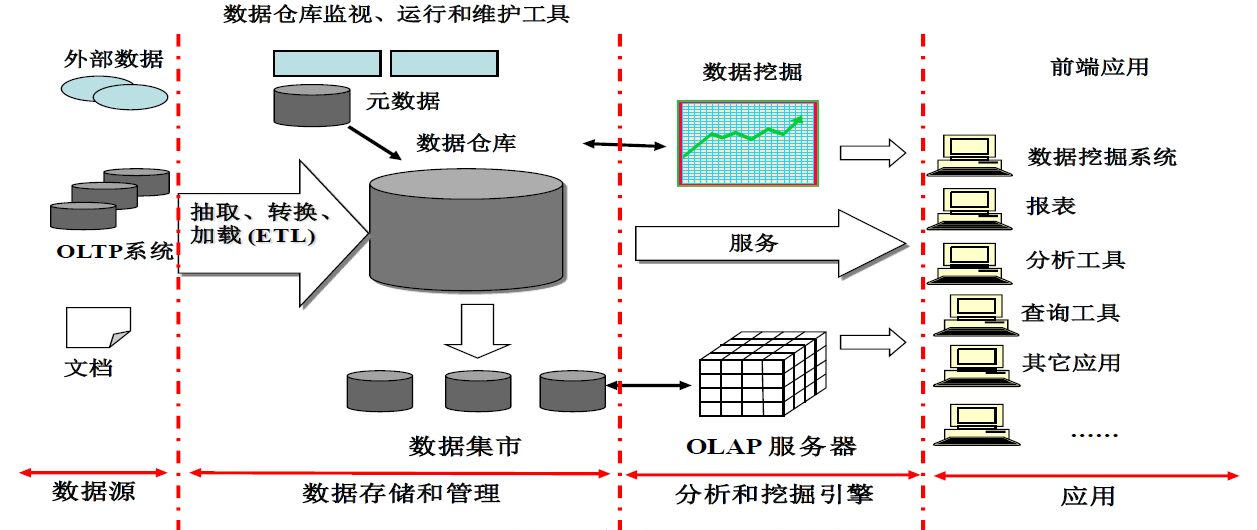 数据仓库监视、运行和维护工具
外部数据
OLTP系统
文档
元数据
数据仓库
抽取、转换、
加载 (ETL)
数据集市
数据挖掘
服务
OLAP 服务器
前端应用
数据挖掘系统
报表
分析工具
查询工具
其它应用
……
数据源
数据存储和管理
分析和挖掘引擎
应用